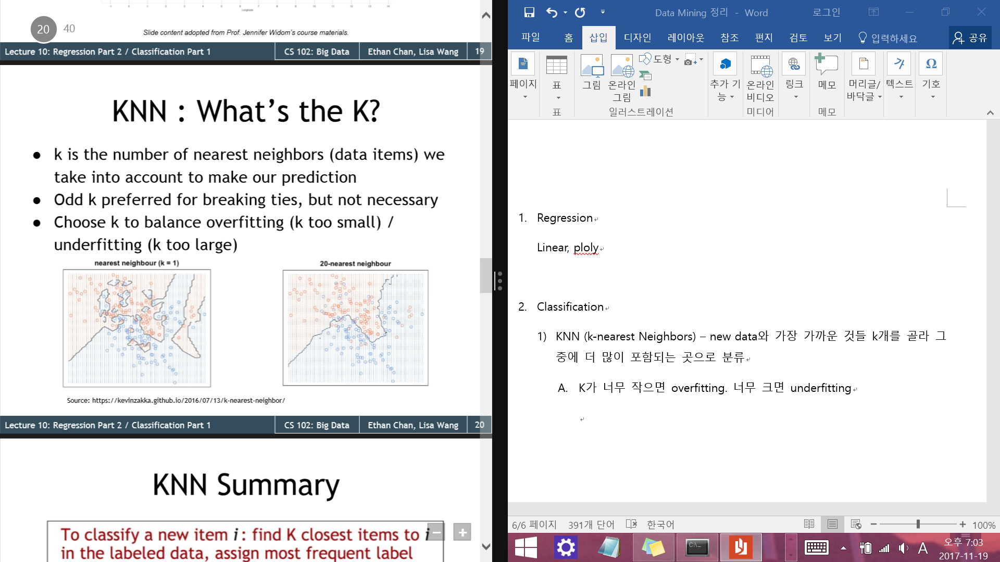 20 40
Slide content adopted from Prof. Jennifer Widom's course materials.
Lecture 10: Regression Part 2 / Classification Part 1 CS 102: Big Data Ethan Chan, Lisa Wang 19
KNN : What's the K?
● k is the number of nearest neighbors (data items) we
take into account to make our prediction
● Odd k preferred for breaking ties, but not necessary
● Choose k to balance overfitting (k too small) /
underfitting (k too large)
nearest neighbour (k = 1) 20-nearest neighbour
Source: https://kevinzakka.github.io/2016/07/13/k-nearest-neighbor/
Lecture 10: Regression Part 2 / Classification Part 1 CS 102: Big Data Ethan Chan, Lisa Wang 20
KNN Summary
To classify a new item i : find K closest items to i
in the labeled data, assign most frequent label
Data Mining 정리 - Word 로그인
파일 홈 삽입 디자인 레이아웃 참조 편지 검토 보기 입력하세요 공유
페이지 표 그림 온라인 그림 도형 추가 기능 온라인 비디오 링크 메모 머리글/바닥글 텍스트 기호
표 일러스트레이션 미디어 메모
1. Regression
Linear, ploly
2. Classification
1) KNN (k-nearest Neighbors) – new data와 가장 가까운 것들 k개를 골라 그
중에 더 많이 포함되는 곳으로 분류
A. K가 너무 작으면 overfitting. 너무 크면 underfitting
6/6 페이지 391개 단어 한국어 100%
A 오후 7:03
2017-11-19